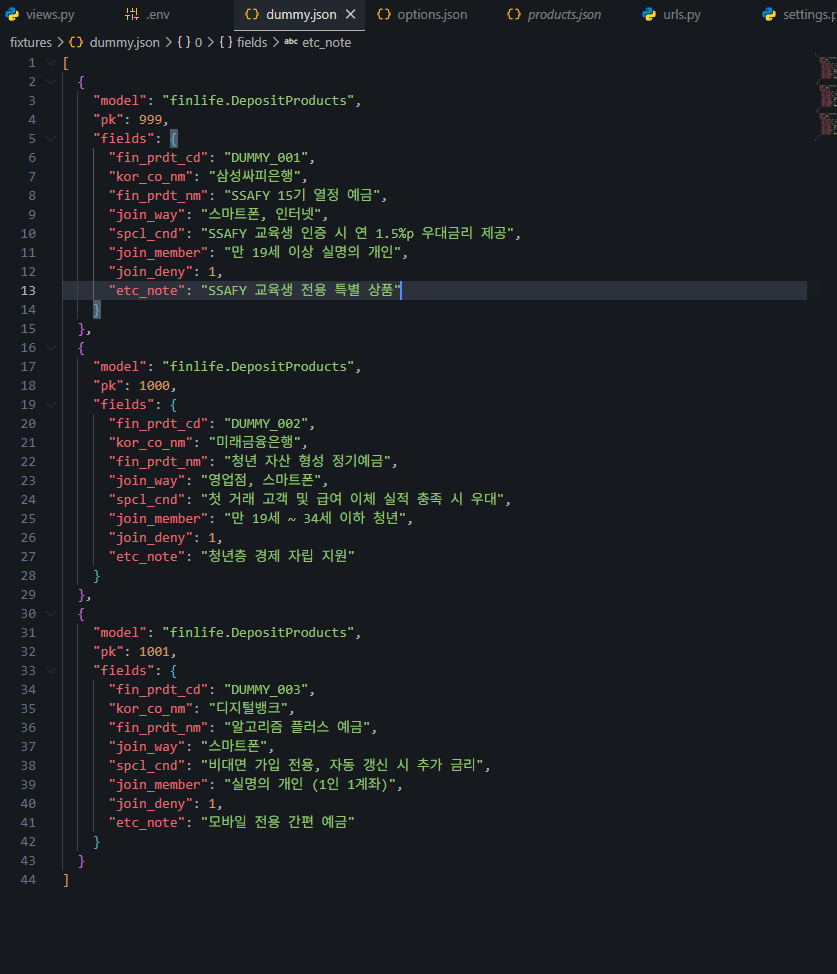 views.py .env dummy.json options.json products.json urls.py settings.p
fixtures > dummy.json > 0 > fields > abc etc_note
1 [
2 {
3 "model": "finlife.DepositProducts",
4 "pk": 999,
5 "fields": {
6 "fin_prdt_cd": "DUMMY_001",
7 "kor_co_nm": "삼성싸피은행",
8 "fin_prdt_nm": "SSAFY 15기 열정 예금",
9 "join_way": "스마트폰, 인터넷",
10 "spcl_cnd": "SSAFY 교육생 인증 시 연 1.5%p 우대금리 제공",
11 "join_member": "만 19세 이상 실명의 개인",
12 "join_deny": 1,
13 "etc_note": "SSAFY 교육생 전용 특별 상품"
14 }
15 },
16 {
17 "model": "finlife.DepositProducts",
18 "pk": 1000,
19 "fields": {
20 "fin_prdt_cd": "DUMMY_002",
21 "kor_co_nm": "미래금융은행",
22 "fin_prdt_nm": "청년 자산 형성 정기예금",
23 "join_way": "영업점, 스마트폰",
24 "spcl_cnd": "첫 거래 고객 및 급여 이체 실적 충족 시 우대",
25 "join_member": "만 19세 ~ 34세 이하 청년",
26 "join_deny": 1,
27 "etc_note": "청년층 경제 자립 지원"
28 }
29 },
30 {
31 "model": "finlife.DepositProducts",
32 "pk": 1001,
33 "fields": {
34 "fin_prdt_cd": "DUMMY_003",
35 "kor_co_nm": "디지털뱅크",
36 "fin_prdt_nm": "알고리즘 플러스 예금",
37 "join_way": "스마트폰",
38 "spcl_cnd": "비대면 가입 전용, 자동 갱신 시 추가 금리",
39 "join_member": "실명의 개인 (1인 1계좌)",
40 "join_deny": 1,
41 "etc_note": "모바일 전용 간편 예금"
42 }
43 }
44 ]